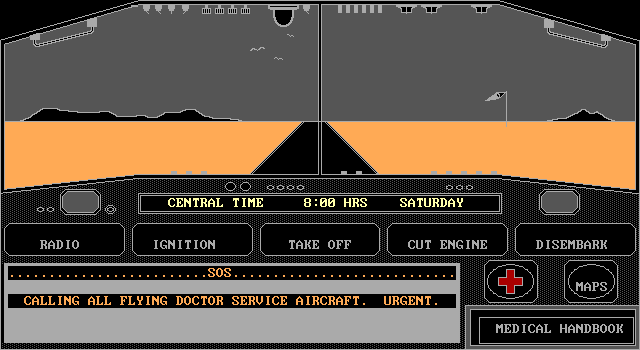 CENTRAL TIME 8:00 HRS SATURDAY
RADIO IGNITION TAKE OFF CUT ENGINE DISEMBARK
.........................SOS............................
CALLING ALL FLYING DOCTOR SERVICE AIRCRAFT. URGENT.
MAPS
MEDICAL HANDBOOK